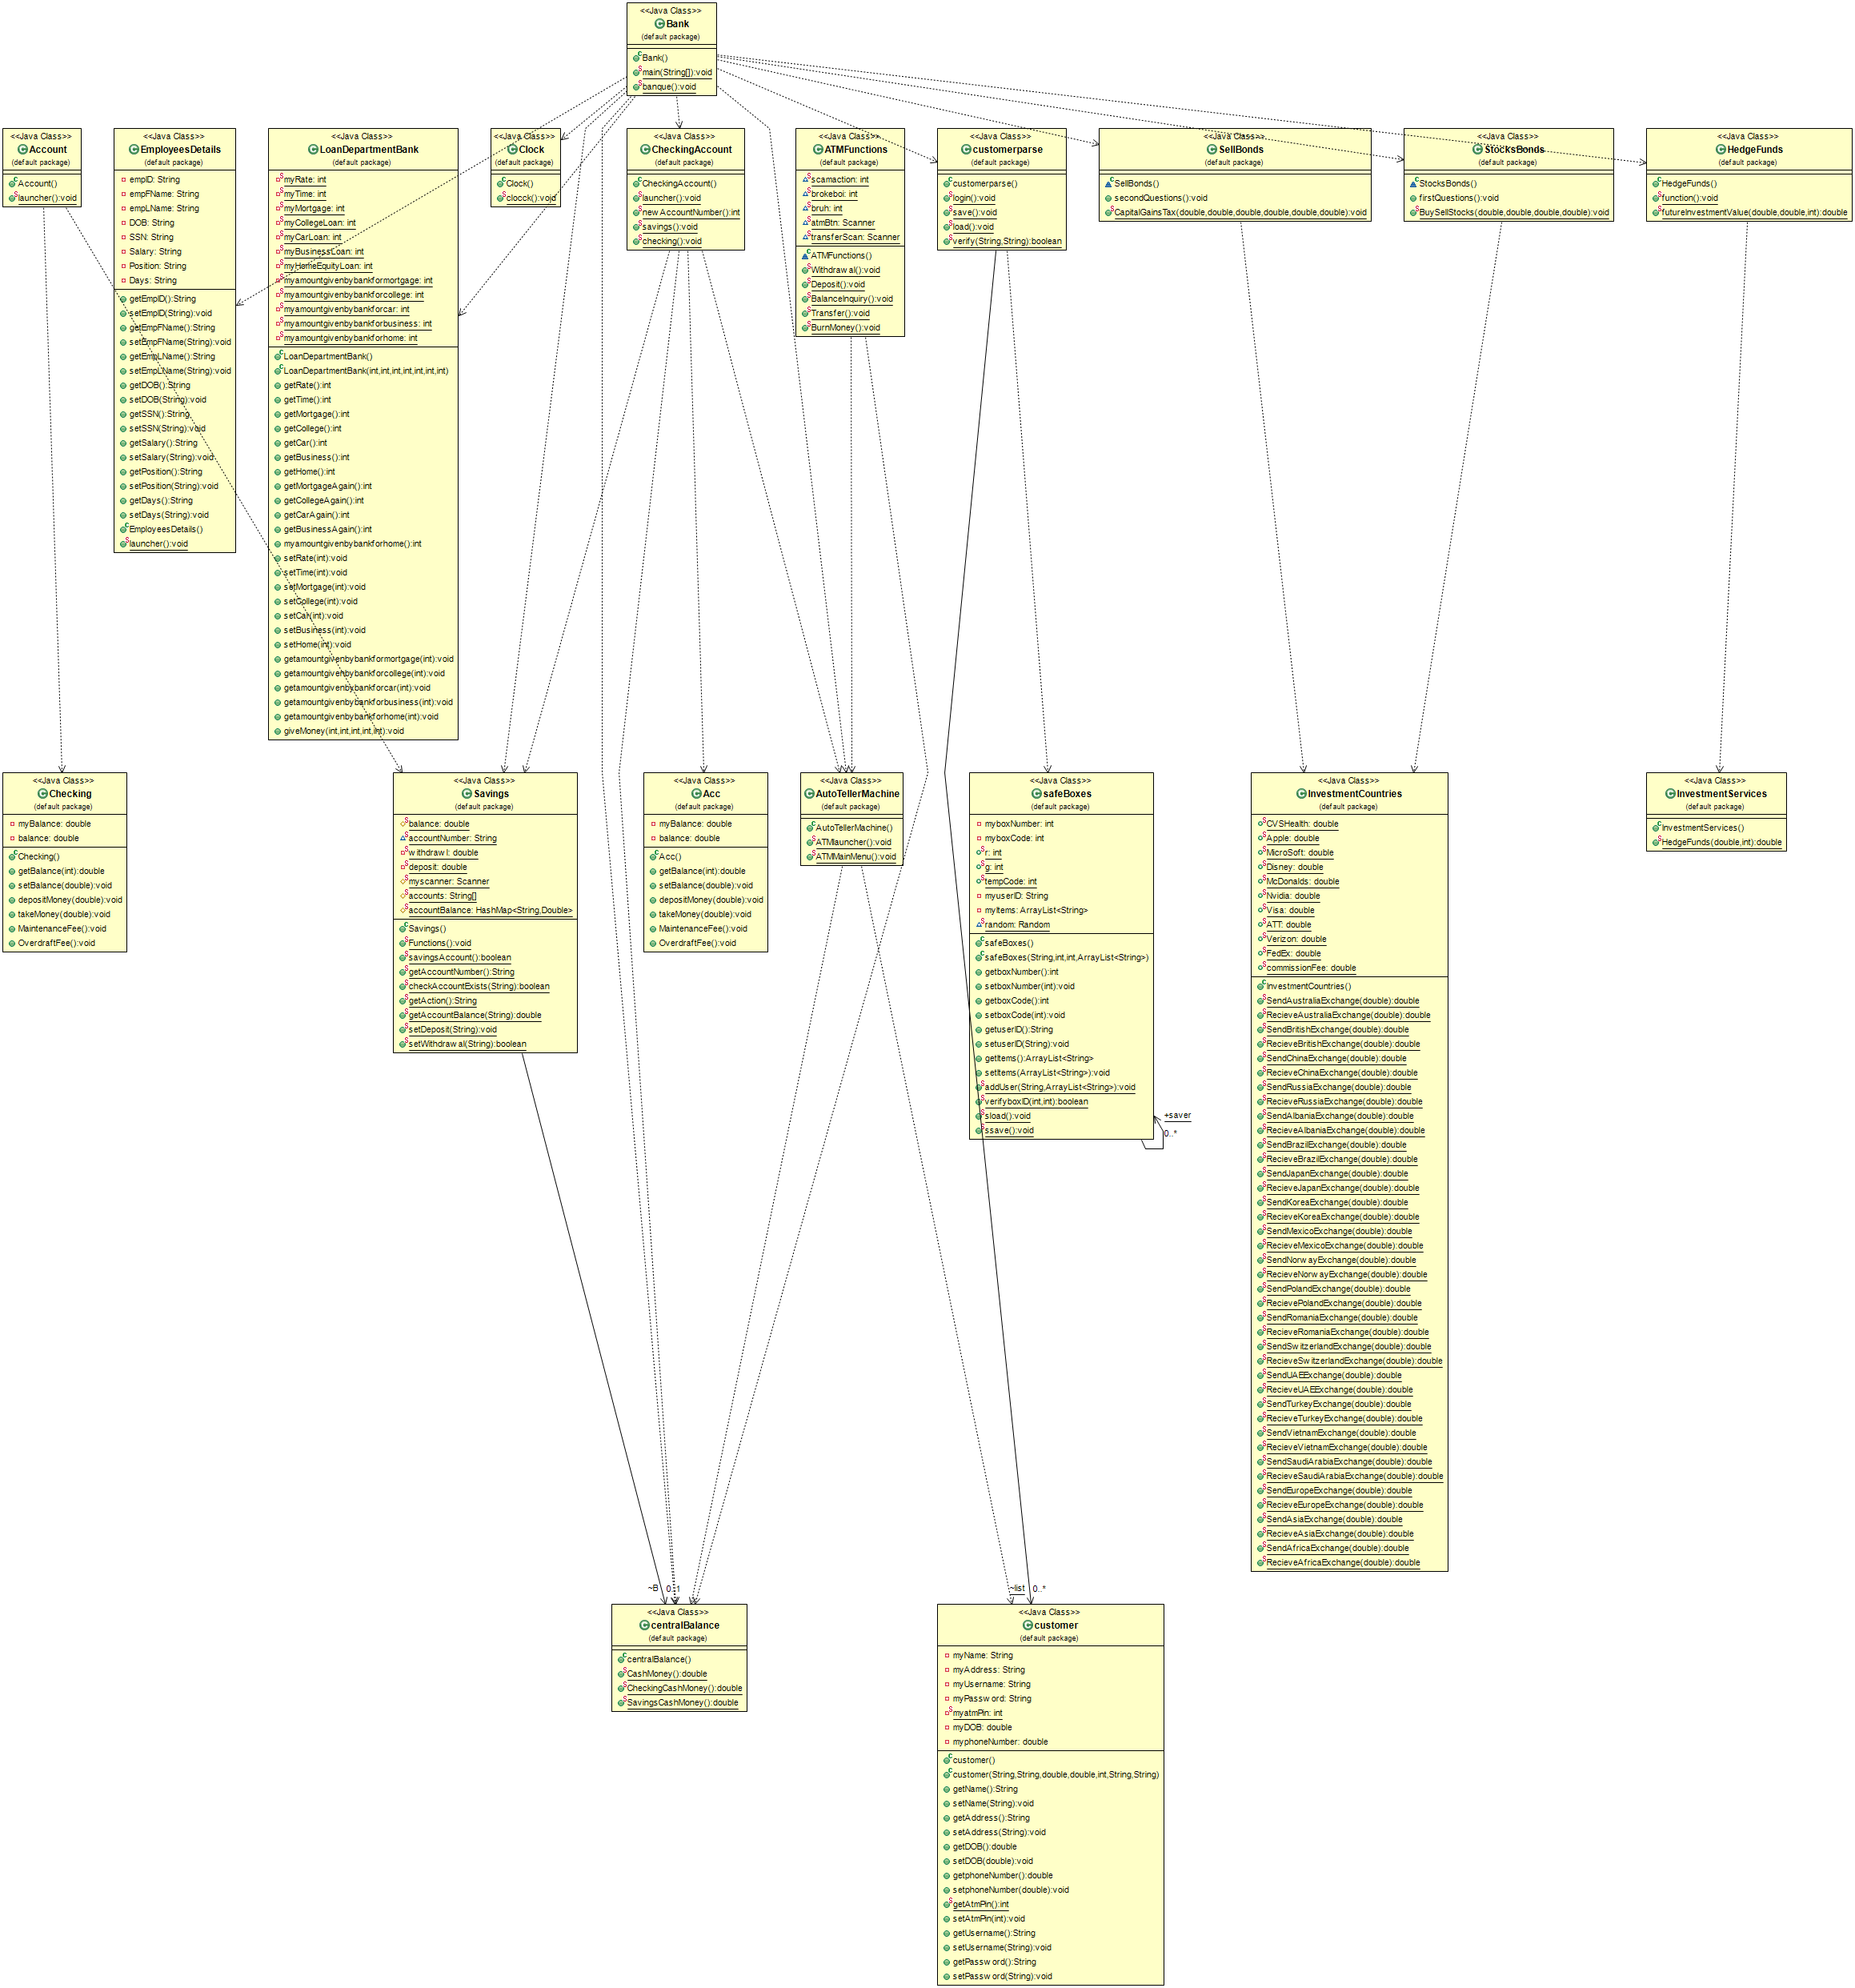 <<Java Class>>
Bank
(default package)
Bank()
main(String[]):void
banque():void
<<Java Class>>
Account
(default package)
Account()
launcher():void
<<Java Class>>
EmployeesDetails
(default package)
empID: String
empFName: String
empLName: String
DOB: String
SSN: String
Salary: String
Position: String
Days: String
getEmpID():String
setEmpID(String):void
getEmpFName():String
setEmpFName(String):void
getEmpLName():String
setEmpLName(String):void
getDOB():String
setDOB(String):void
getSSN():String
setSSN(String):void
getSalary():String
setSalary(String):void
getPosition():String
setPosition(String):void
getDays():String
setDays(String):void
EmployeesDetails()
launcher():void
<<Java Class>>
LoanDepartmentBank
(default package)
myRate: int
myTime: int
myMortgage: int
myCollegeLoan: int
myCarLoan: int
myBusinessLoan: int
myHomeEquityLoan: int
myamountgivenbybankformortgage: int
myamountgivenbybankforcollege: int
myamountgivenbybankforcar: int
myamountgivenbybankforbusiness: int
myamountgivenbybankforhome: int
LoanDepartmentBank()
LoanDepartmentBank(int,int,int,int,int,int,int)
getRate():int
getTime():int
getMortgage():int
getCollege():int
getCar():int
getBusiness():int
getHome():int
getMortgageAgain():int
getCollegeAgain():int
getCarAgain():int
getBusinessAgain():int
myamountgivenbybankforhome():int
setRate(int):void
setTime(int):void
setMortgage(int):void
setCollege(int):void
setCar(int):void
setBusiness(int):void
setHome(int):void
getamountgivenbybankformortgage(int):void
getamountgivenbybankforcollege(int):void
getamountgivenbybankforcar(int):void
getamountgivenbybankforbusiness(int):void
getamountgivenbybankforhome(int):void
giveMoney(int,int,int,int,int):void
<<Java Class>>
Clock
(default package)
Clock()
clocck():void
<<Java Class>>
CheckingAccount
(default package)
CheckingAccount()
launcher():void
newAccountNumber():int
savings():void
checking():void
<<Java Class>>
ATMFunctions
(default package)
scamaction: int
brokeboi: int
bruh: int
atmBtn: Scanner
transferScan: Scanner
ATMFunctions()
Withdrawal():void
Deposit():void
BalanceInquiry():void
Transfer():void
BurnMoney():void
<<Java Class>>
customerparse
(default package)
customerparse()
login():void
save():void
load():void
verify(String,String):boolean
<<Java Class>>
SellBonds
(default package)
SellBonds()
secondQuestions():void
CapitalGainsTax(double,double,double,double,double,double):void
<<Java Class>>
StocksBonds
(default package)
StocksBonds()
firstQuestions():void
BuySellStocks(double,double,double,double):void
<<Java Class>>
HedgeFunds
(default package)
HedgeFunds()
function():void
futureInvestmentValue(double,double,int):double
<<Java Class>>
Checking
(default package)
myBalance: double
balance: double
Checking()
getBalance(int):double
setBalance(double):void
depositMoney(double):void
takeMoney(double):void
MaintenanceFee():void
OverdraftFee():void
<<Java Class>>
Savings
(default package)
balance: double
accountNumber: String
withdrawl: double
deposit: double
myscanner: Scanner
accounts: String[]
accountBalance: HashMap<String,Double>
Savings()
Functions():void
savingsAccount():boolean
getAccountNumber():String
checkAccountExists(String):boolean
getAction():String
getAccountBalance(String):double
setDeposit(String):void
setWithdrawal(String):boolean
<<Java Class>>
Acc
(default package)
myBalance: double
balance: double
Acc()
getBalance(int):double
setBalance(double):void
depositMoney(double):void
takeMoney(double):void
MaintenanceFee():void
OverdraftFee():void
<<Java Class>>
AutoTellerMachine
(default package)
AutoTellerMachine()
ATMlauncher():void
ATMMainMenu():void
<<Java Class>>
safeBoxes
(default package)
myboxNumber: int
myboxCode: int
r: int
g: int
tempCode: int
myuserID: String
myItems: ArrayList<String>
random: Random
safeBoxes()
safeBoxes(String,int,int,ArrayList<String>)
getboxNumber():int
setboxNumber(int):void
getboxCode():int
setboxCode(int):void
getuserID():String
setuserID(String):void
getItems():ArrayList<String>
setItems(ArrayList<String>):void
addUser(String,ArrayList<String>):void
verifyboxID(int,int):boolean
sload():void
ssave():void
+saver
0..*
<<Java Class>>
InvestmentCountries
(default package)
CVSHealth: double
Apple: double
MicroSoft: double
Disney: double
McDonalds: double
Nvidia: double
Visa: double
ATT: double
Verizon: double
FedEx: double
commissionFee: double
InvestmentCountries()
SendAustraliaExchange(double):double
RecieveAustraliaExchange(double):double
SendBritishExchange(double):double
RecieveBritishExchange(double):double
SendChinaExchange(double):double
RecieveChinaExchange(double):double
SendRussiaExchange(double):double
RecieveRussiaExchange(double):double
SendAlbaniaExchange(double):double
RecieveAlbaniaExchange(double):double
SendBrazilExchange(double):double
RecieveBrazilExchange(double):double
SendJapanExchange(double):double
RecieveJapanExchange(double):double
SendKoreaExchange(double):double
RecieveKoreaExchange(double):double
SendMexicoExchange(double):double
RecieveMexicoExchange(double):double
SendNorwayExchange(double):double
RecieveNorwayExchange(double):double
SendPolandExchange(double):double
RecievePolandExchange(double):double
SendRomaniaExchange(double):double
RecieveRomaniaExchange(double):double
SendSwitzerlandExchange(double):double
RecieveSwitzerlandExchange(double):double
SendUAEExchange(double):double
RecieveUAEExchange(double):double
SendTurkeyExchange(double):double
RecieveTurkeyExchange(double):double
SendVietnamExchange(double):double
RecieveVietnamExchange(double):double
SendSaudiArabiaExchange(double):double
RecieveSaudiArabiaExchange(double):double
SendEuropeExchange(double):double
RecieveEuropeExchange(double):double
SendAsiaExchange(double):double
RecieveAsiaExchange(double):double
SendAfricaExchange(double):double
RecieveAfricaExchange(double):double
<<Java Class>>
InvestmentServices
(default package)
InvestmentServices()
HedgeFunds(double,int):double
~B 0..1
~list 0..*
<<Java Class>>
centralBalance
(default package)
centralBalance()
CashMoney():double
CheckingCashMoney():double
SavingsCashMoney():double
<<Java Class>>
customer
(default package)
myName: String
myAddress: String
myUsername: String
myPassword: String
myatmPin: int
myDOB: double
myphoneNumber: double
customer()
customer(String,String,double,double,int,String,String)
getName():String
setName(String):void
getAddress():String
setAddress(String):void
getDOB():double
setDOB(double):void
getphoneNumber():double
setphoneNumber(double):void
getAtmPin():int
setAtmPin(int):void
getUsername():String
setUsername(String):void
getPassword():String
setPassword(String):void